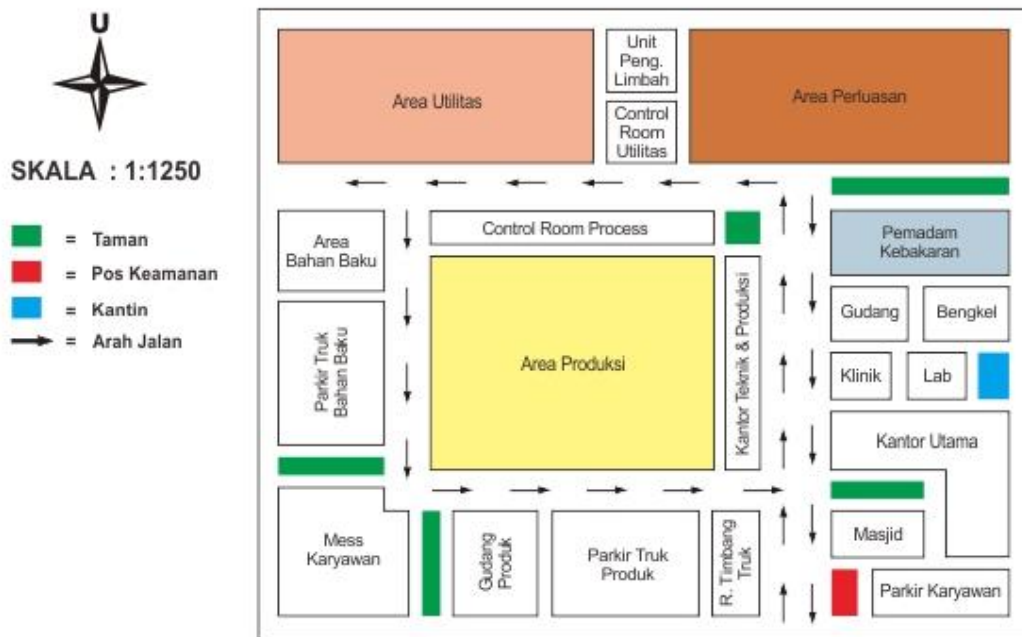 U
SKALA : 1:1250
= Taman
= Pos Keamanan
= Kantin
= Arah Jalan
Area Utilitas
Unit
Peng.
Limbah
Control
Room
Utilitas
Area Perluasan
Area
Bahan Baku
Control Room Process
Pemadam
Kebakaran
Parkir Truk
Bahan Baku
Area Produksi
Kantor Teknik & Produksi
Gudang
Bengkel
Klinik
Lab
Kantor Utama
Mess
Karyawan
Gudang
Produk
Parkir Truk
Produk
R. Timbang
Truk
Masjid
Parkir Karyawan